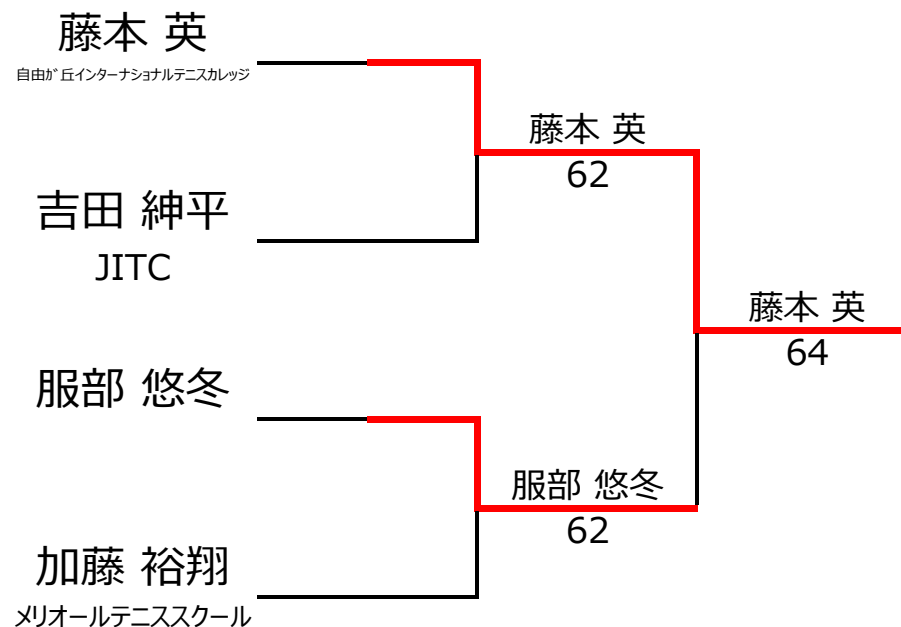 藤本 英
自由が丘インターナショナルテニスカレッジ
藤本 英
62
吉田 紳平
JITC
藤本 英
64
服部 悠冬
服部 悠冬
62
加藤 裕翔
メリオールテニススクール